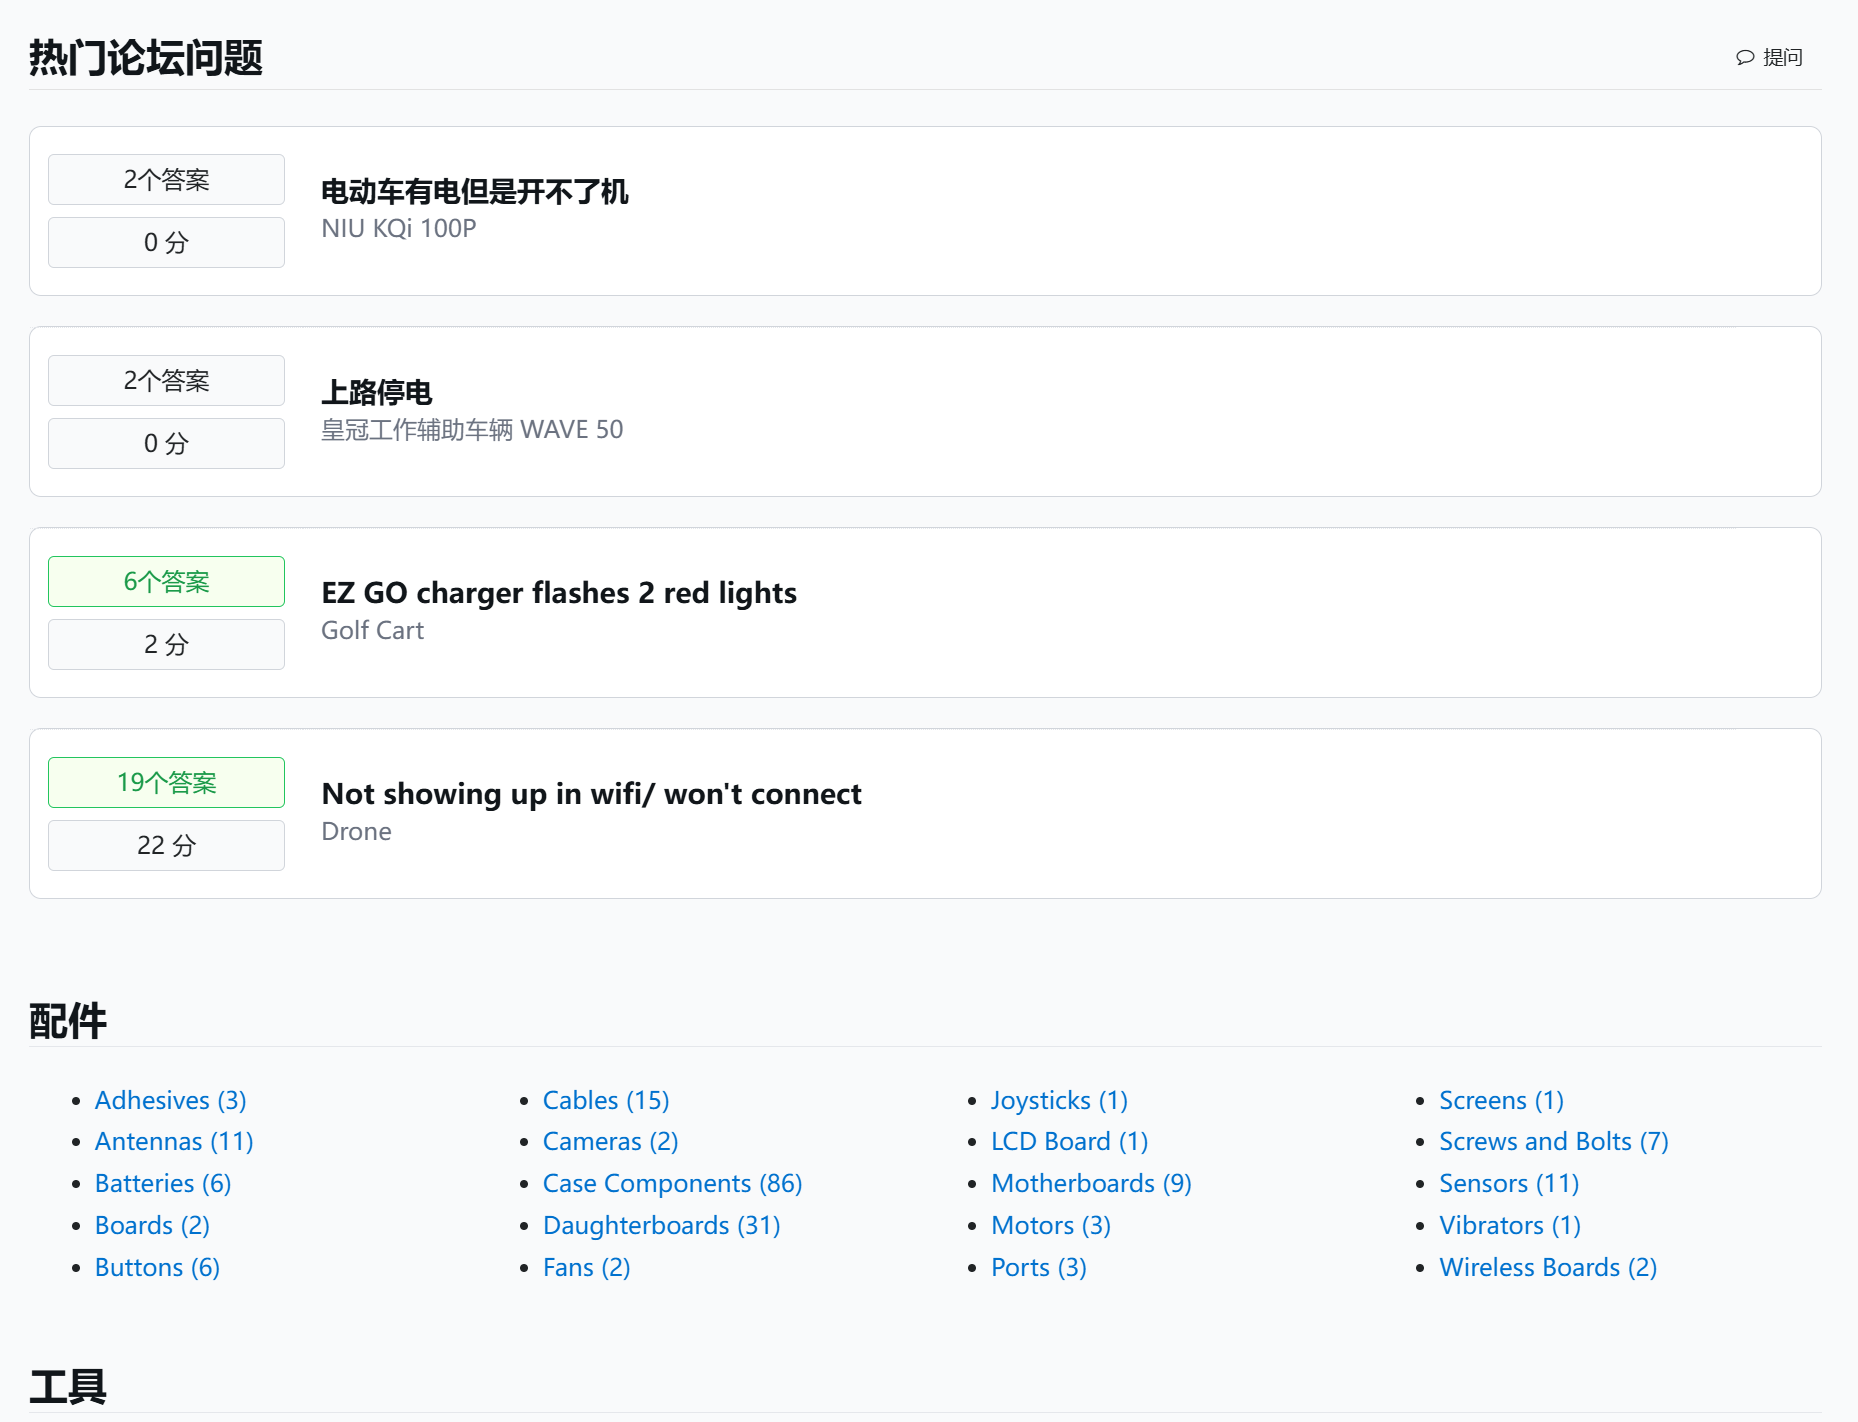 热门论坛问题
提问
2个答案
0 分
电动车有电但是开不了机
NIU KQi 100P
2个答案
0 分
上路停电
皇冠工作辅助车辆 WAVE 50
6个答案
2 分
EZ GO charger flashes 2 red lights
Golf Cart
19个答案
22 分
Not showing up in wifi/ won't connect
Drone
配件
Adhesives (3)
Antennas (11)
Batteries (6)
Boards (2)
Buttons (6)
Cables (15)
Cameras (2)
Case Components (86)
Daughterboards (31)
Fans (2)
Joysticks (1)
LCD Board (1)
Motherboards (9)
Motors (3)
Ports (3)
Screens (1)
Screws and Bolts (7)
Sensors (11)
Vibrators (1)
Wireless Boards (2)
工具